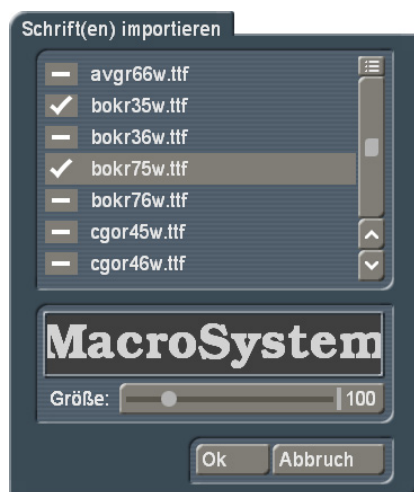 Schrift(en) importieren
avgr66w.ttf
bokr35w.ttf
bokr36w.ttf
bokr75w.ttf
bokr76w.ttf
cgor45w.ttf
cgor46w.ttf
MacroSystem
Größe: 100
Ok Abbruch